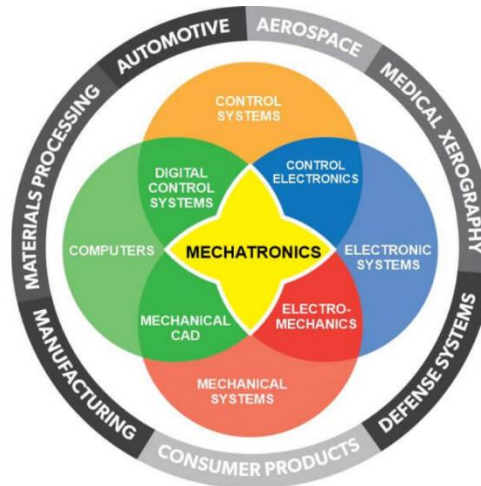 AUTOMOTIVE
AEROSPACE
MEDICAL XEROGRAPHY
DEFENSE SYSTEMS
CONSUMER PRODUCTS
MANUFACTURING
MATERIALS PROCESSING
CONTROL
SYSTEMS
DIGITAL
CONTROL
SYSTEMS
CONTROL
ELECTRONICS
COMPUTERS
MECHATRONICS
ELECTRONIC
SYSTEMS
MECHANICAL
CAD
ELECTRO-
MECHANICS
MECHANICAL
SYSTEMS